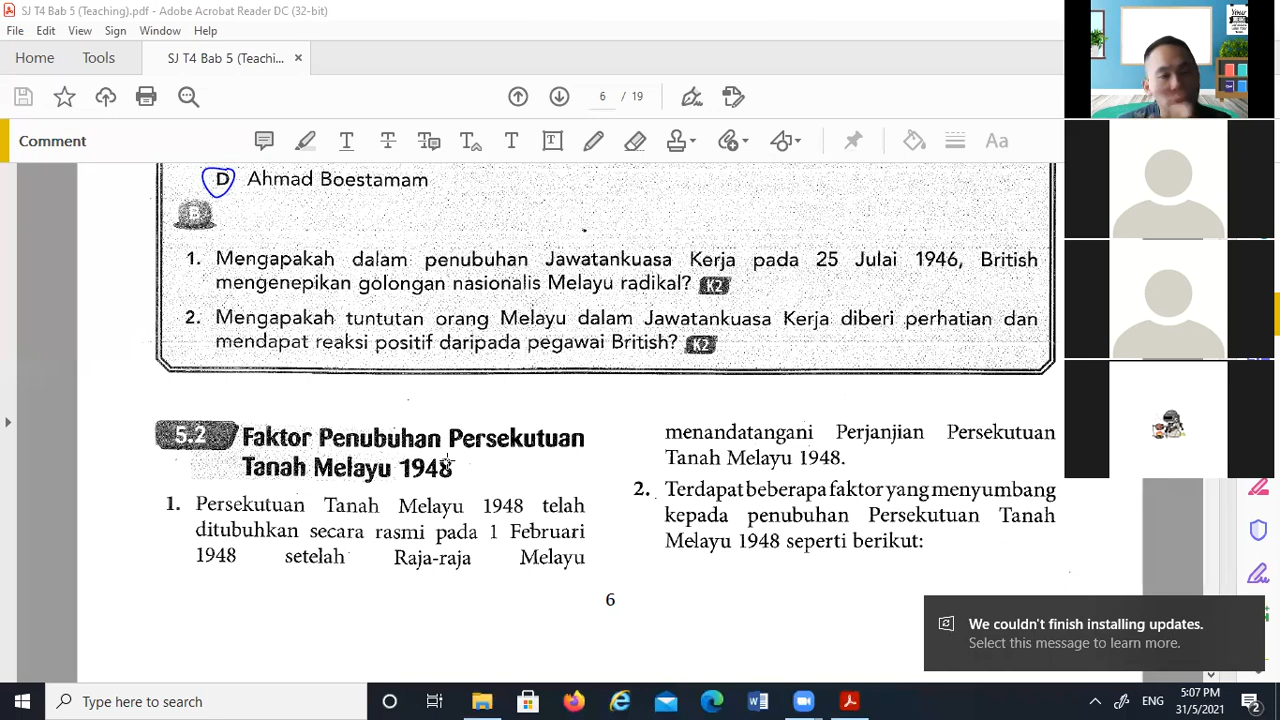 SJ T4 Bab 5 (Teaching).pdf - Adobe Acrobat Reader DC (32-bit)
File Edit View Sign Window Help
Home Tools SJ T4 Bab 5 (Teachi... ×
6 / 19
Comment
Aa
D Ahmad Boestamam
B
1. Mengapakah dalam penubuhan Jawatankuasa Kerja pada 25 Julai 1946, British
mengenepikan golongan nasionalis Melayu radikal? K2
2. Mengapakah tuntutan orang Melayu dalam Jawatankuasa Kerja diberi perhatian dan
mendapat reaksi positif daripada pegawai British? K2
5.2 Faktor Penubuhan Persekutuan
Tanah Melayu 1948
1. Persekutuan Tanah Melayu 1948 telah
ditubuhkan secara rasmi pada 1 Februari
1948 setelah Raja-raja Melayu
menandatangani Perjanjian Persekutuan
Tanah Melayu 1948.
2. Terdapat beberapa faktor yang menyumbang
kepada penubuhan Persekutuan Tanah
Melayu 1948 seperti berikut:
6
We couldn't finish installing updates.
Select this message to learn more.
Type here to search
ENG
5:07 PM
31/5/2021
2